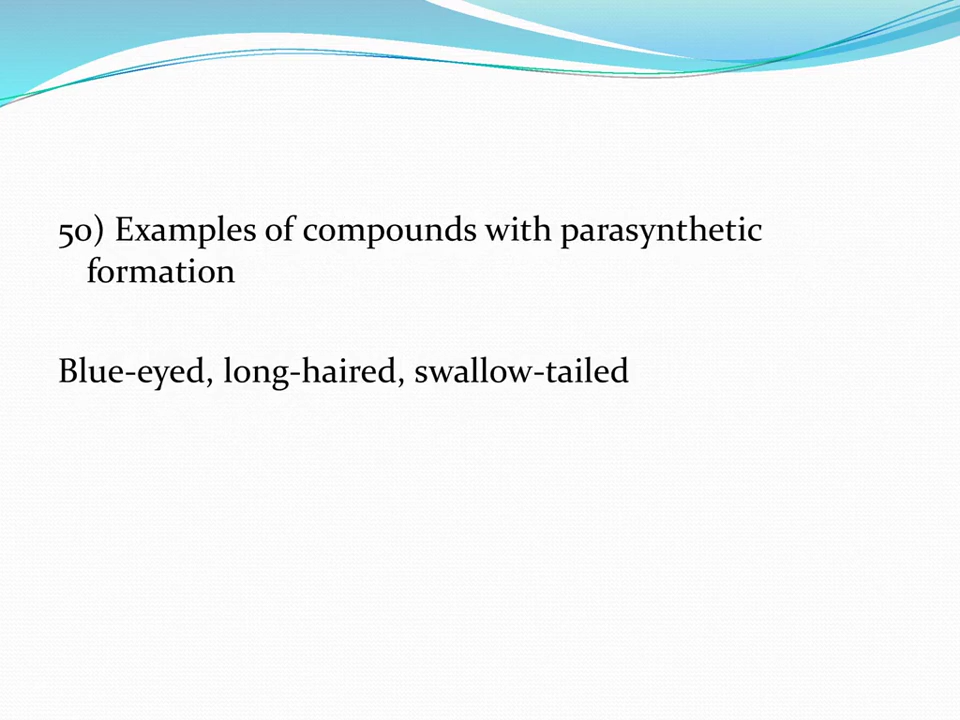 50) Examples of compounds with parasynthetic
formation
Blue-eyed, long-haired, swallow-tailed